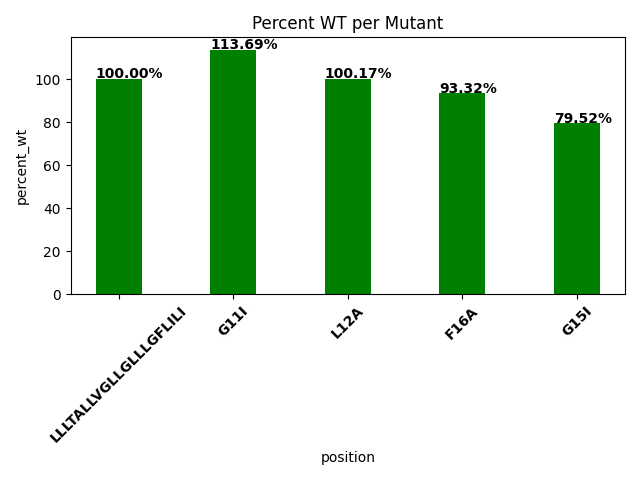 Percent WT per Mutant
percent_wt
100
80
60
40
20
0
100.00%
113.69%
100.17%
93.32%
79.52%
LLLTALLVGLLGLLLGFLILI
G11I
L12A
F16A
G15I
position